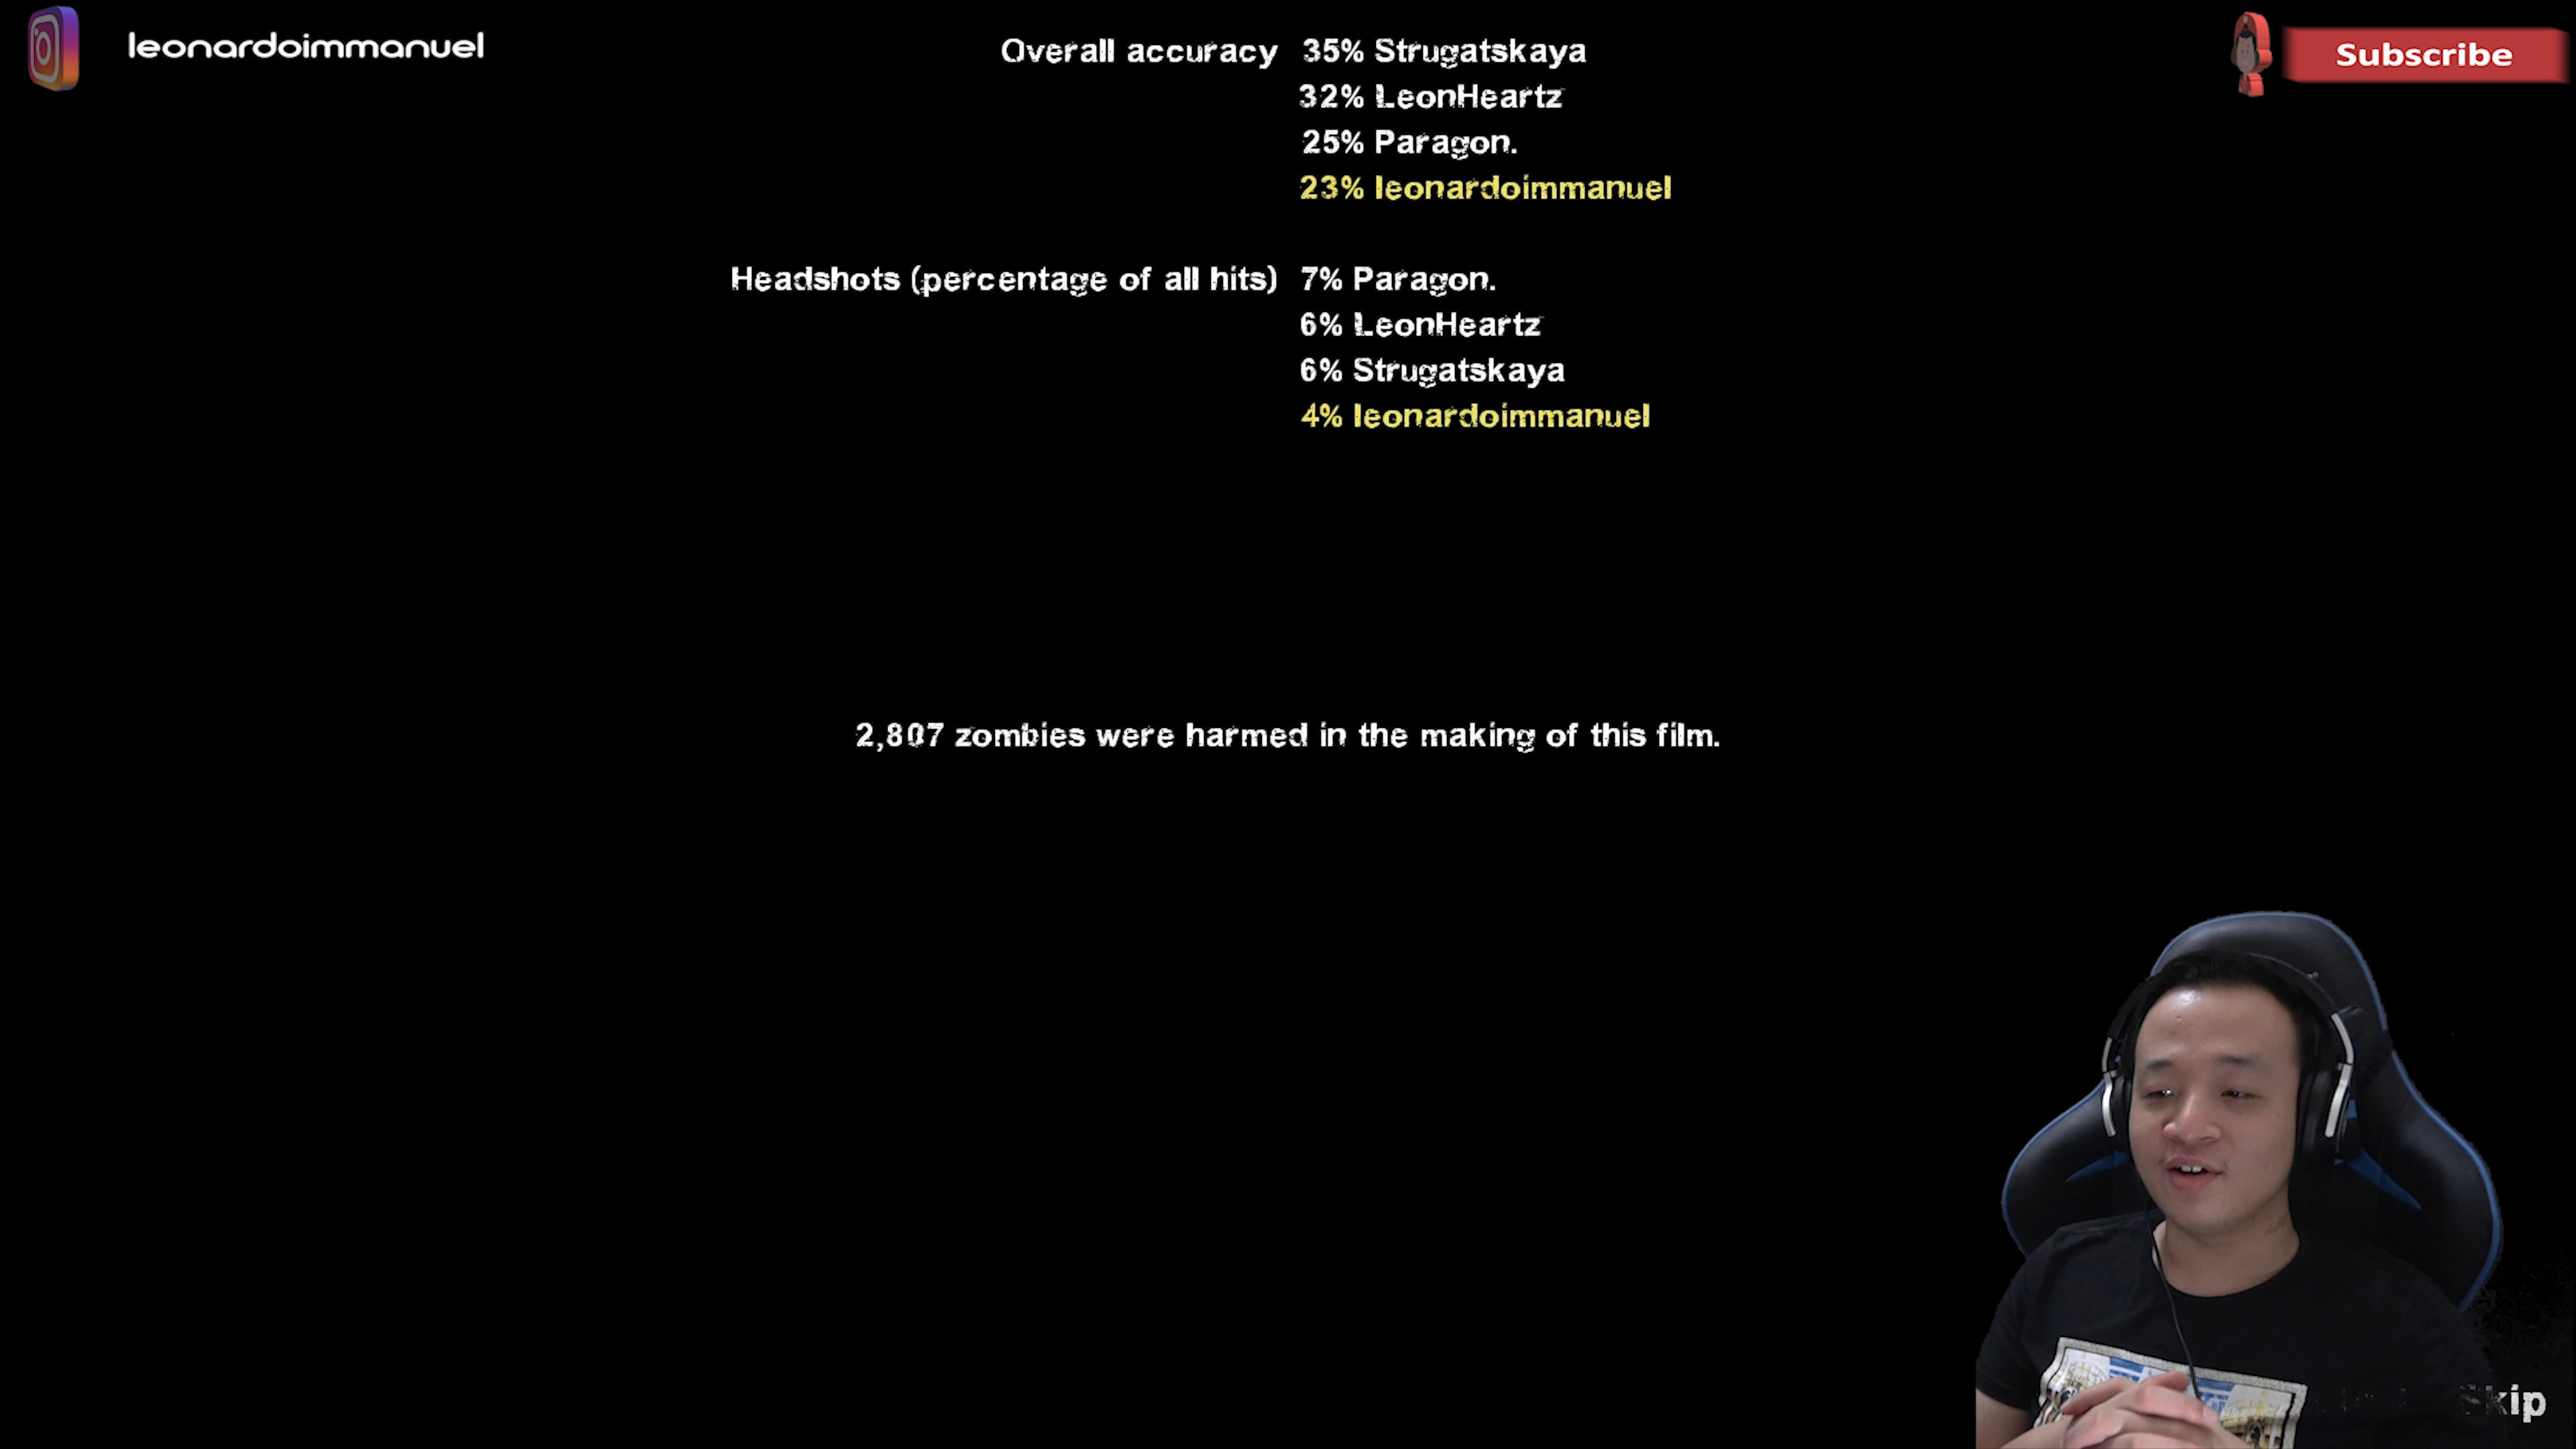 leonardoimmanuel
Subscribe
Overall accuracy 35% Strugatskaya
32% LeonHeartz
25% Paragon.
23% leonardoimmanuel
Headshots (percentage of all hits) 7% Paragon.
6% LeonHeartz
6% Strugatskaya
4% leonardoimmanuel
2,807 zombies were harmed in the making of this film.
Skip